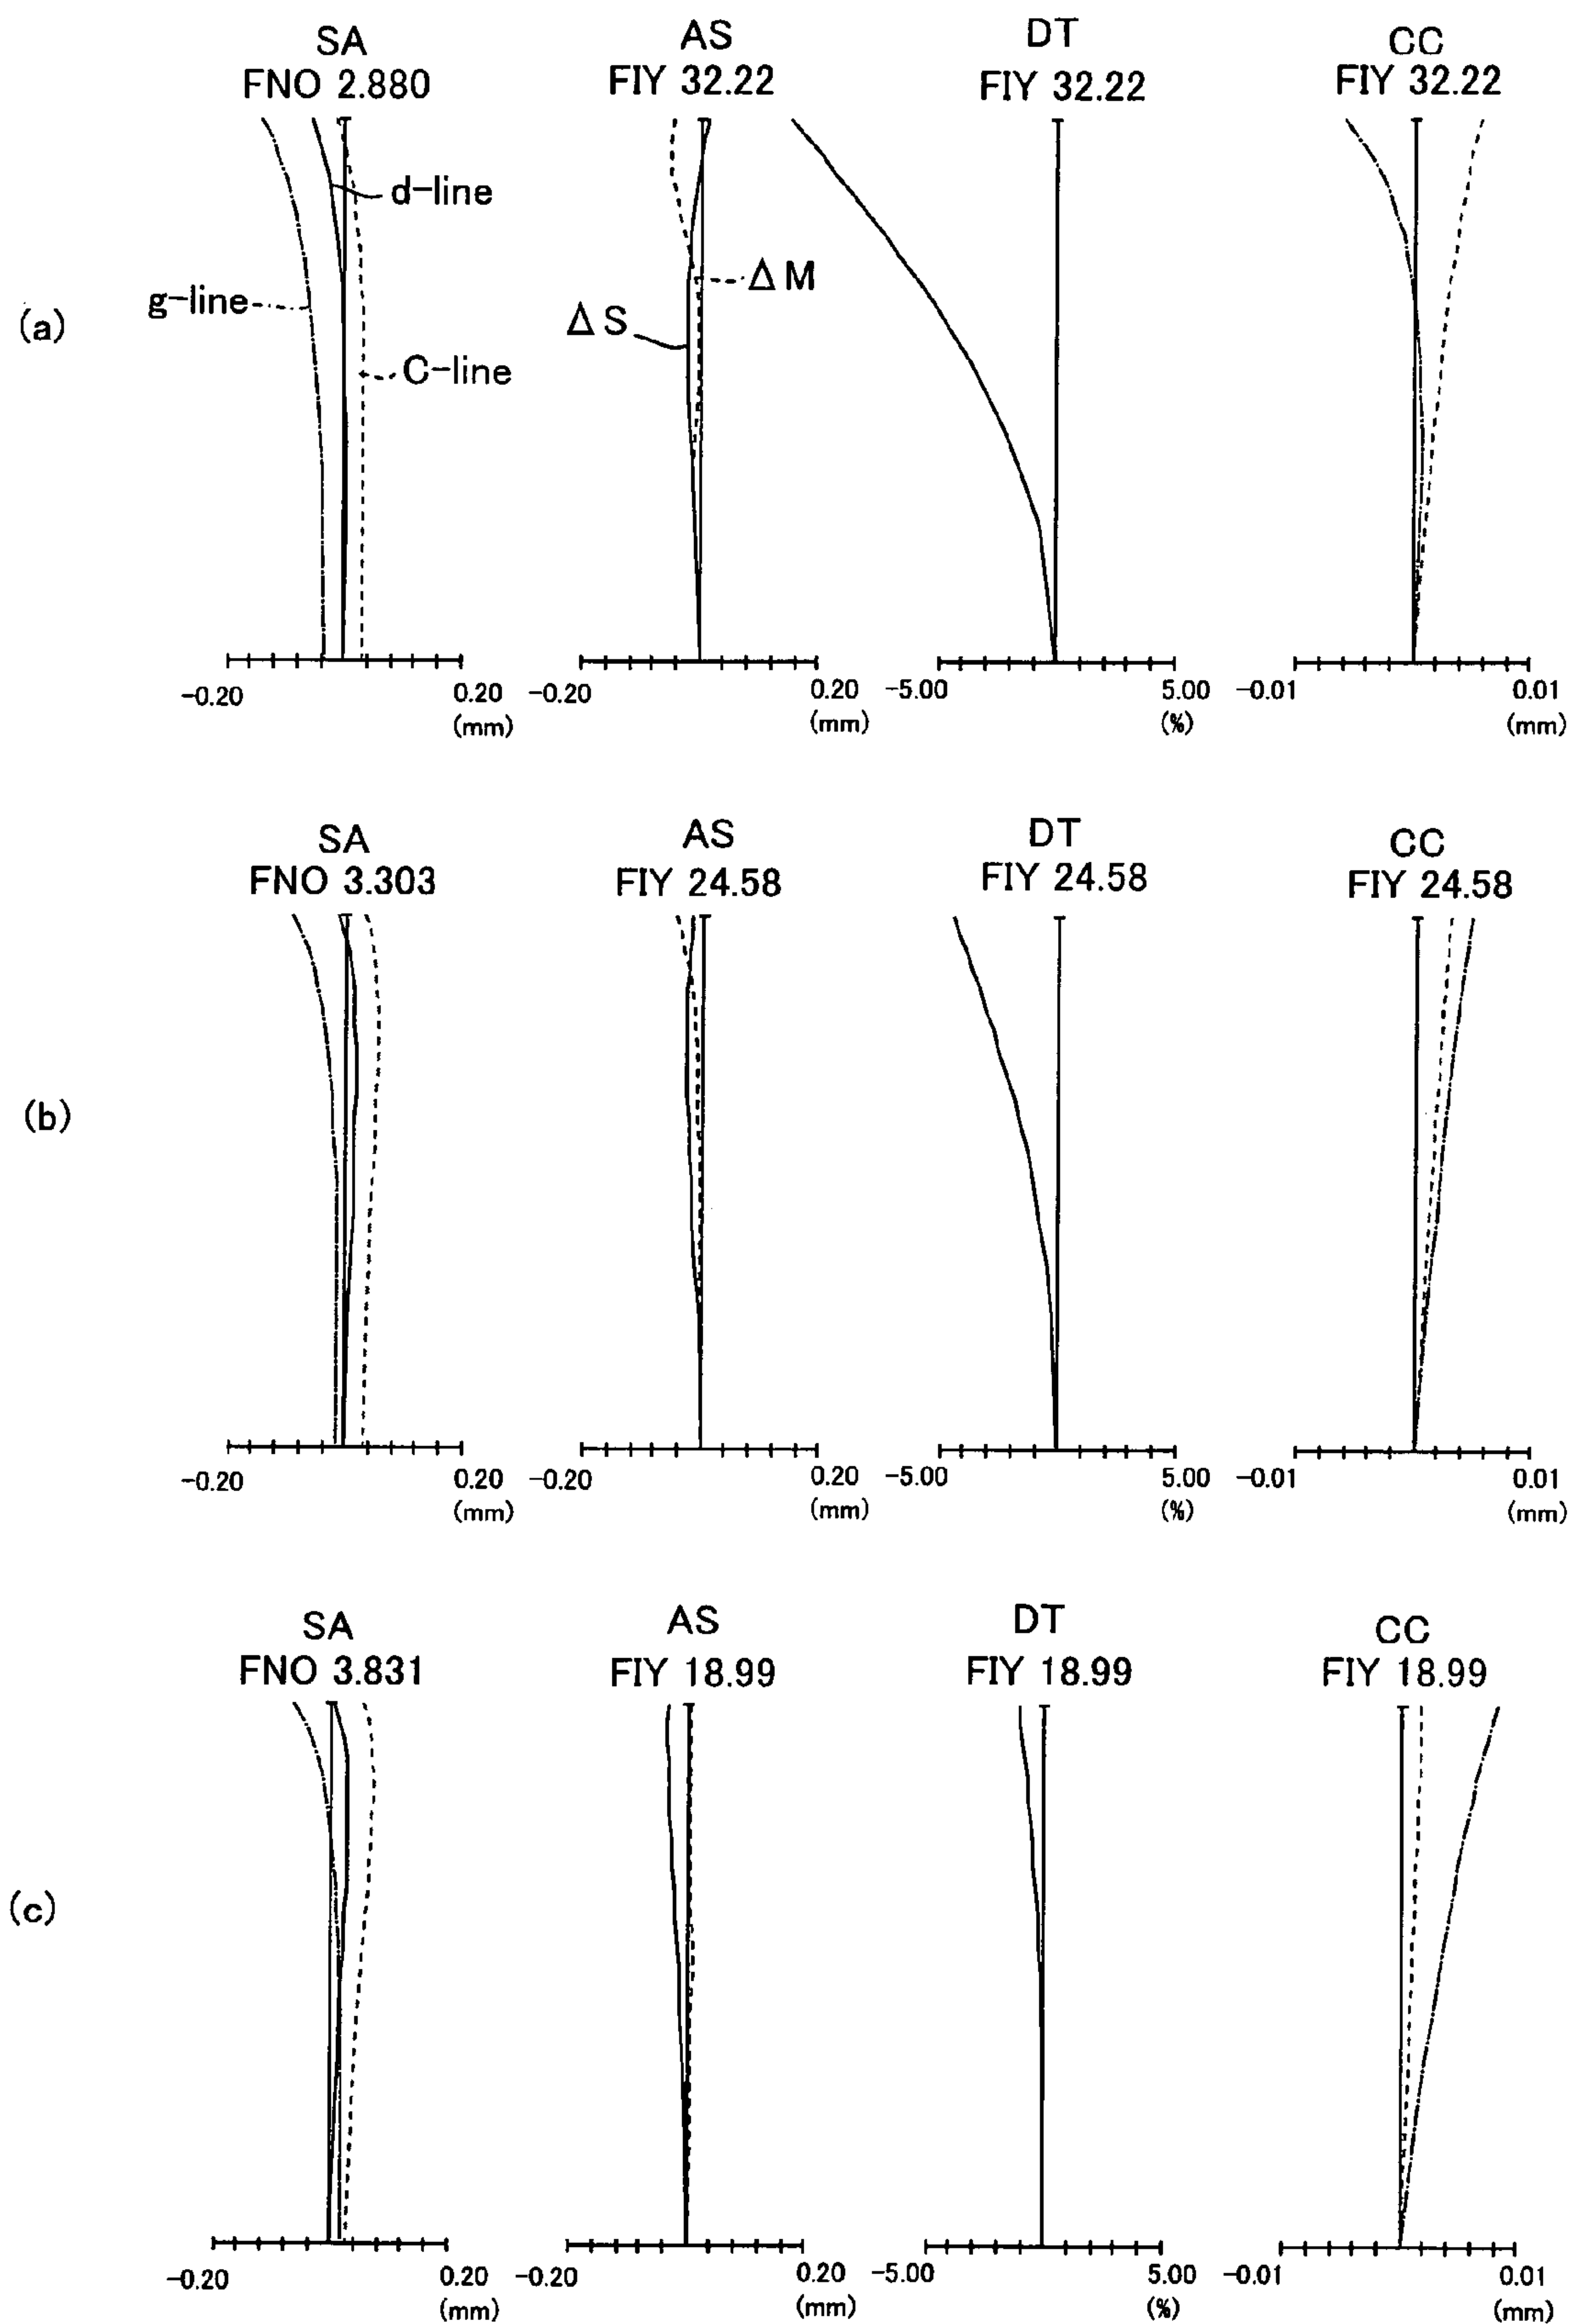 SA
FNO 2.880
AS
FIY 32.22
DT
FIY 32.22
CC
FIY 32.22
d-line
g-line
C-line
ΔM
ΔS
(a)
-0.20
0.20
(mm)
-0.20
0.20
(mm)
-5.00
5.00
(%)
-0.01
0.01
(mm)
SA
FNO 3.303
AS
FIY 24.58
DT
FIY 24.58
CC
FIY 24.58
(b)
-0.20
0.20
(mm)
-0.20
0.20
(mm)
-5.00
5.00
(%)
-0.01
0.01
(mm)
SA
FNO 3.831
AS
FIY 18.99
DT
FIY 18.99
CC
FIY 18.99
(c)
-0.20
0.20
(mm)
-0.20
0.20
(mm)
-5.00
5.00
(%)
-0.01
0.01
(mm)